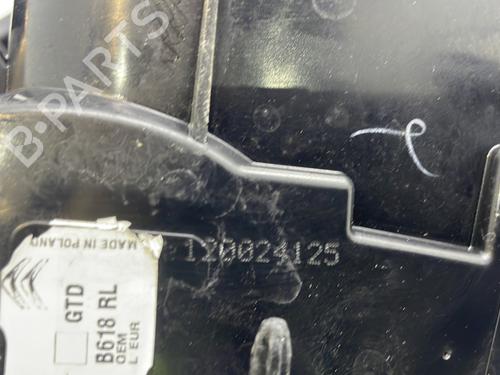 B-PARTS
120024125
MADE IN POLAND
GTD
B618 RL
OEM
L EUR